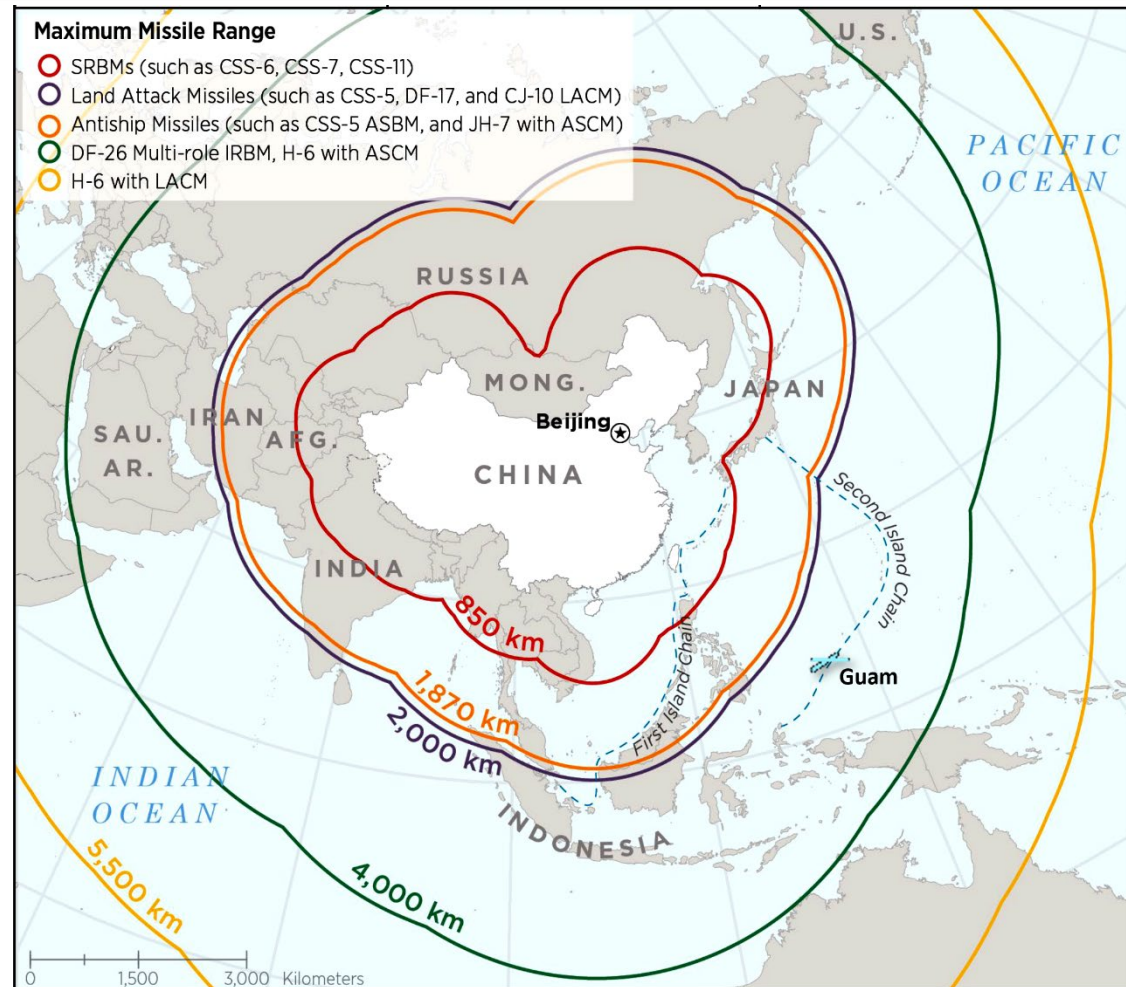 Maximum Missile Range
SRBMs (such as CSS-6, CSS-7, CSS-11)
Land Attack Missiles (such as CSS-5, DF-17, and CJ-10 LACM)
Antiship Missiles (such as CSS-5 ASBM, and JH-7 with ASCM)
DF-26 Multi-role IRBM, H-6 with ASCM
H-6 with LACM
U.S.
PACIFIC
OCEAN
RUSSIA
MONG.
JAPAN
Beijing
IRAN
AFG.
SAU.
AR.
CHINA
Second Island Chain
INDIA
850 km
First Island Chain
Guam
1,870 km
2,000 km
INDIAN
OCEAN
INDONESIA
5,500 km
4,000 km
0 1,500 3,000 Kilometers